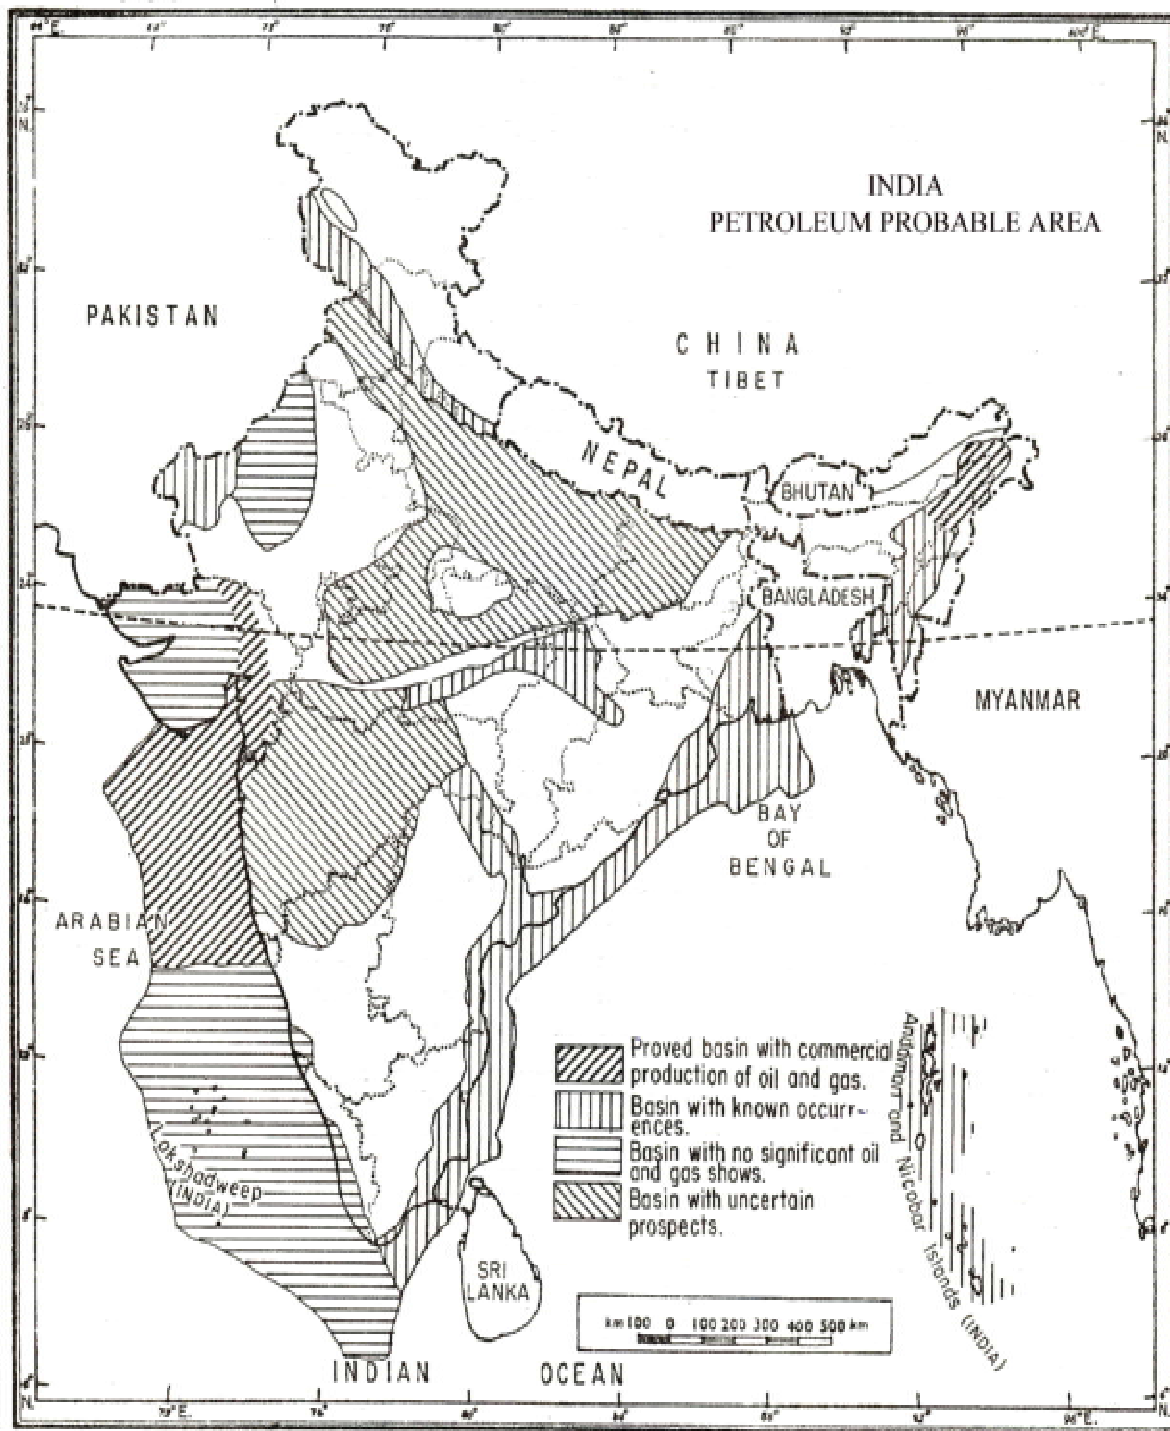 INDIA
PETROLEUM PROBABLE AREA
PAKISTAN
CHINA
TIBET
NEPAL
BHUTAN
BANGLADESH
MYANMAR
BAY
OF
BENGAL
ARABIAN
SEA
Proved basin with commercial
production of oil and gas.
Basin with known occurr-
ences.
Basin with no significant oil
and gas shows.
Basin with uncertain
prospects.
Lakshadweep
(INDIA)
Andaman and Nicobar Islands (INDIA)
SRI
LANKA
km 100 0 100 200 300 400 500 km
INDIAN OCEAN